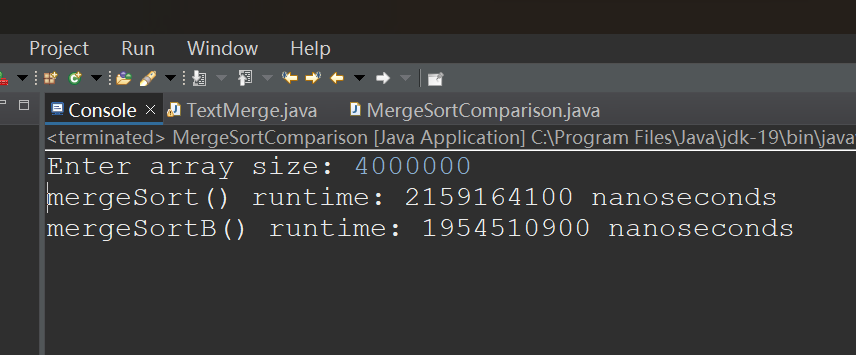 Project Run Window Help
Console TextMerge.java MergeSortComparison.java
<terminated> MergeSortComparison [Java Application] C:\Program Files\Java\jdk-19\bin\java
Enter array size: 4000000
mergeSort() runtime: 2159164100 nanoseconds
mergeSortB() runtime: 1954510900 nanoseconds